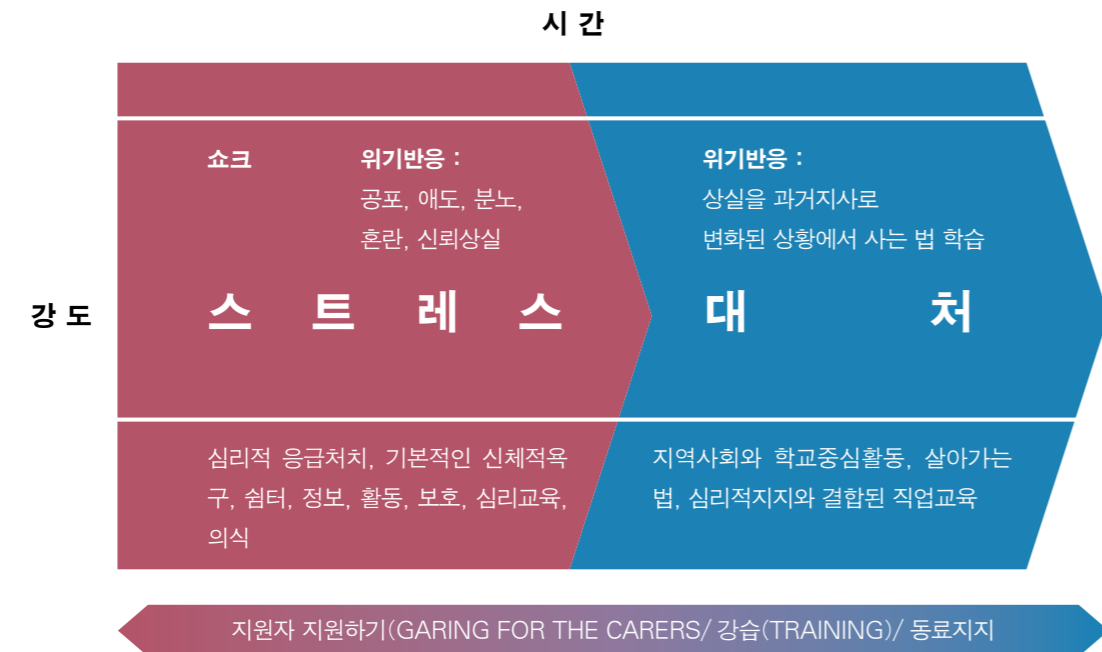 시 간
쇼크
위기반응 :
공포, 애도, 분노,
혼란, 신뢰상실
위기반응 :
상실을 과거지사로
변화된 상황에서 사는 법 학습
강 도
스 트 레 스
대 처
심리적 응급처치, 기본적인 신체적욕
구, 쉼터, 정보, 활동, 보호, 심리교육,
의식
지역사회와 학교중심활동, 살아가는
법, 심리적지지와 결합된 직업교육
지원자 지원하기(GARING FOR THE CARERS/ 강습(TRAINING)/ 동료지지